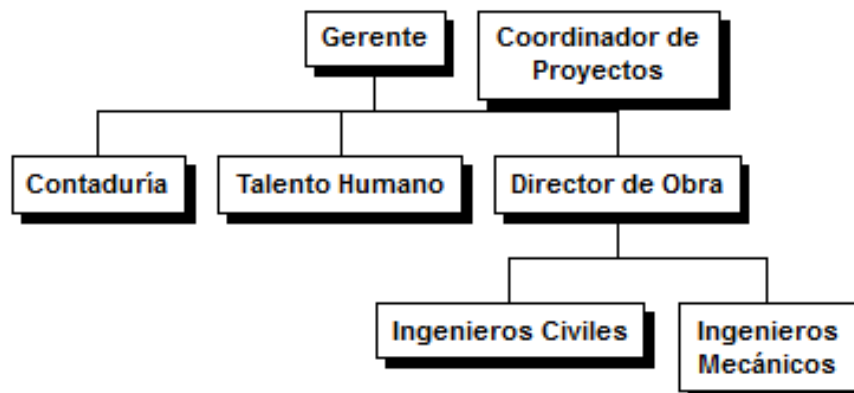 Gerente
Coordinador de
Proyectos
Contaduría
Talento Humano
Director de Obra
Ingenieros Civiles
Ingenieros
Mecánicos